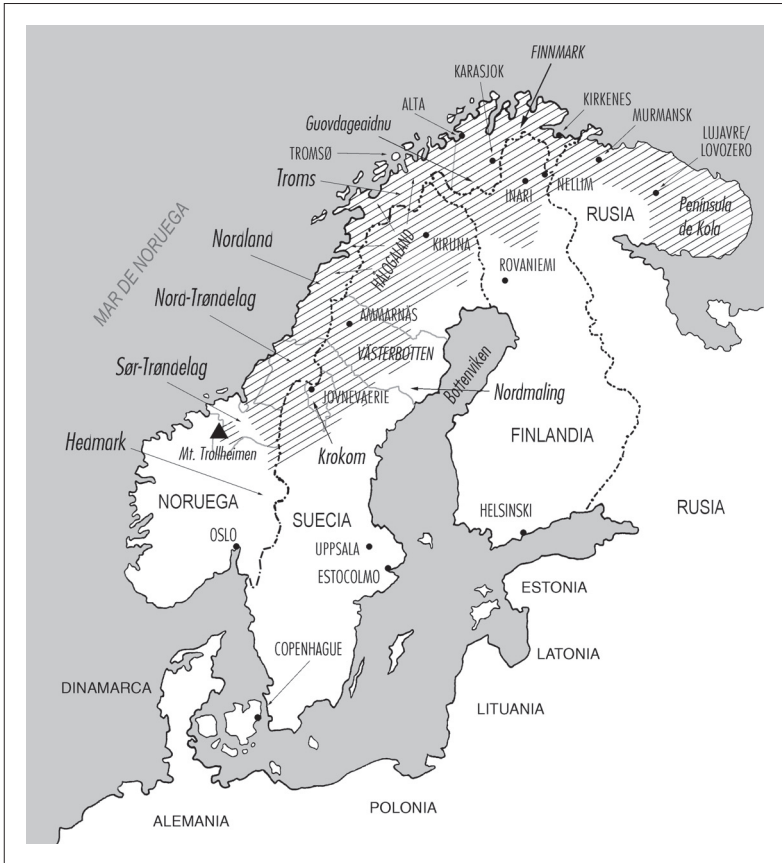 FINNMARK
KARASJOK
KIRKENES
ALTA
MURMANSK
Guovdageaidnu
LUJAVRE/
LOVOZERO
TROMSØ
Troms
INARI
NELLIM
Península
de Kola
RUSIA
MAR DE NORUEGA
Nordland
HÅLOGALAND
KIRUNA
ROVANIEMI
Nord-Trøndelag
AMMARNÄS
VÄSTERBOTTEN
Sør-Trøndelag
Bottenviken
JOVNEVAERIE
Nordmaling
Hedmark
Mt. Trollheimen
Krokom
FINLANDIA
NORUEGA
SUECIA
HELSINSKI
RUSIA
OSLO
UPPSALA
ESTOCOLMO
ESTONIA
COPENHAGUE
LATONIA
DINAMARCA
LITUANIA
POLONIA
ALEMANIA